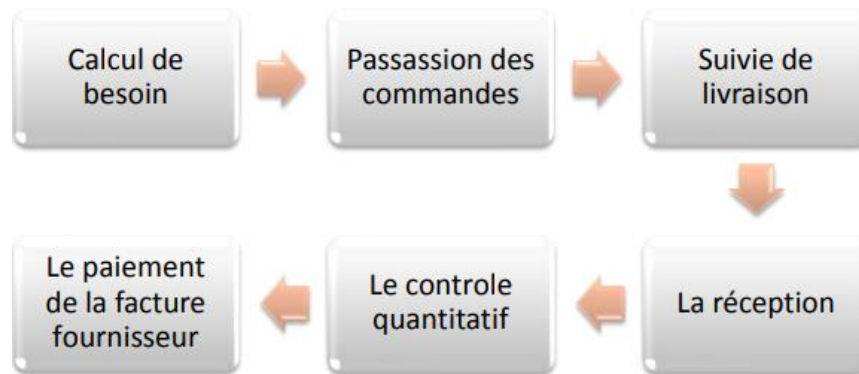 Calcul de
besoin
Passassion des
commandes
Suivie de
livraison
La réception
Le controle
quantitatif
Le paiement
de la facture
fournisseur